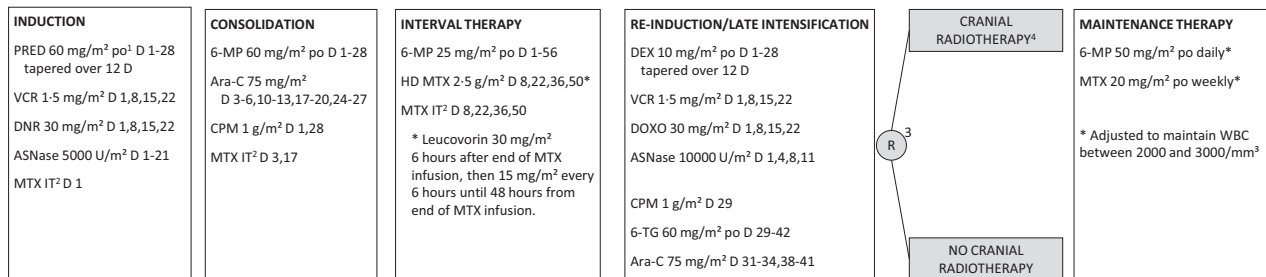 INDUCTION
PRED 60 mg/m² po¹ D 1-28
tapered over 12 D
VCR 1·5 mg/m² D 1,8,15,22
DNR 30 mg/m² D 1,8,15,22
ASNase 5000 U/m² D 1-21
MTX IT² D 1
CONSOLIDATION
6-MP 60 mg/m² po D 1-28
Ara-C 75 mg/m²
D 3-6,10-13,17-20,24-27
CPM 1 g/m² D 1,28
MTX IT² D 3,17
INTERVAL THERAPY
6-MP 25 mg/m² po D 1-56
HD MTX 2·5 g/m² D 8,22,36,50*
MTX IT² D 8,22,36,50
* Leucovorin 30 mg/m²
6 hours after end of MTX
infusion, then 15 mg/m² every
6 hours until 48 hours from
end of MTX infusion.
RE-INDUCTION/LATE INTENSIFICATION
DEX 10 mg/m² po D 1-28
tapered over 12 D
VCR 1·5 mg/m² D 1,8,15,22
DOXO 30 mg/m² D 1,8,15,22
ASNase 10000 U/m² D 1,4,8,11
CPM 1 g/m² D 29
6-TG 60 mg/m² po D 29-42
Ara-C 75 mg/m² D 31-34,38-41
R³
CRANIAL
RADIOTHERAPY⁴
NO CRANIAL
RADIOTHERAPY
MAINTENANCE THERAPY
6-MP 50 mg/m² po daily*
MTX 20 mg/m² po weekly*
* Adjusted to maintain WBC
between 2000 and 3000/mm³